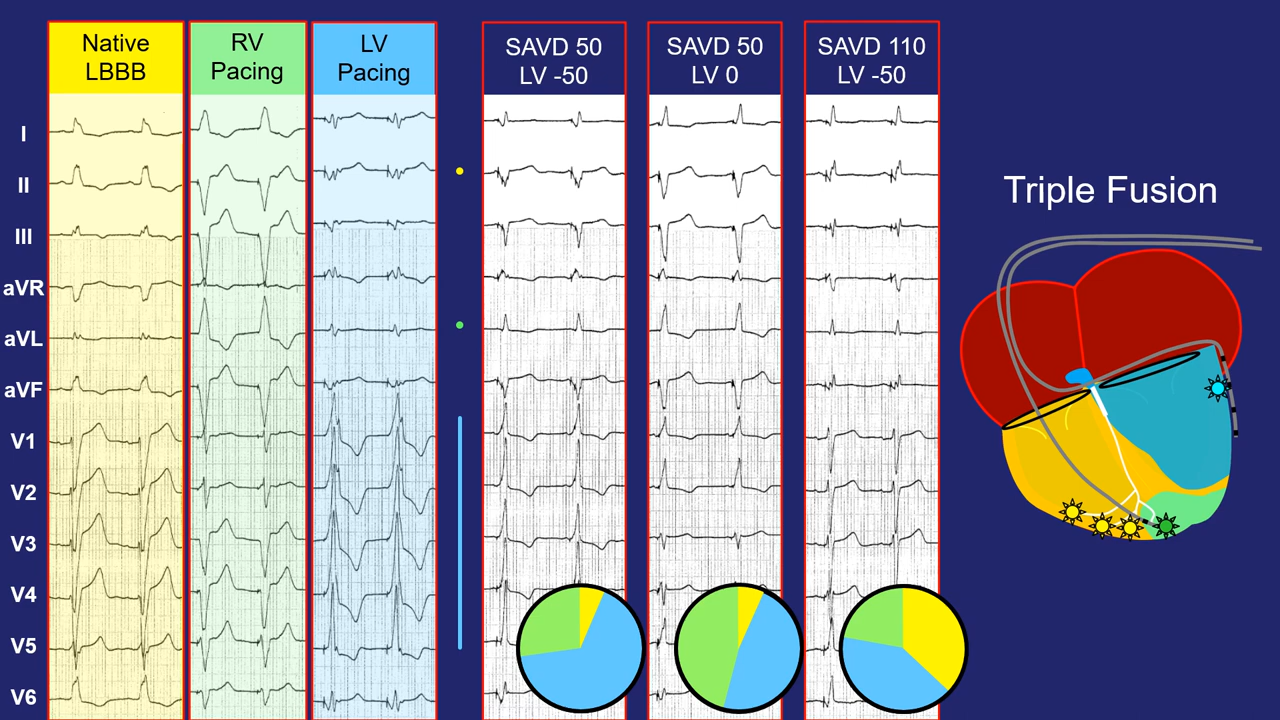 Native
LBBB
RV
Pacing
LV
Pacing
SAVD 50
LV -50
SAVD 50
LV 0
SAVD 110
LV -50
I
II
III
aVR
aVL
aVF
V1
V2
V3
V4
V5
V6
Triple Fusion